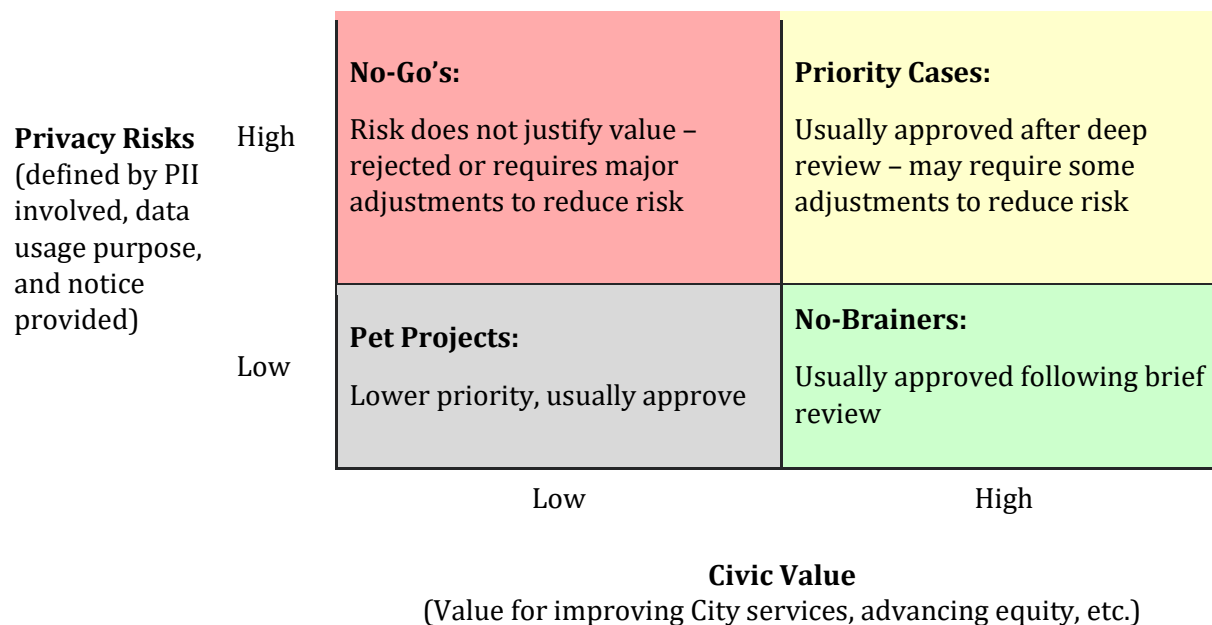 Privacy Risks
(defined by PII
involved, data
usage purpose,
and notice
provided)
High
Low
No-Go’s:
Risk does not justify value –
rejected or requires major
adjustments to reduce risk
Priority Cases:
Usually approved after deep
review – may require some
adjustments to reduce risk
Pet Projects:
Lower priority, usually approve
No-Brainers:
Usually approved following brief
review
Low
High
Civic Value
(Value for improving City services, advancing equity, etc.)